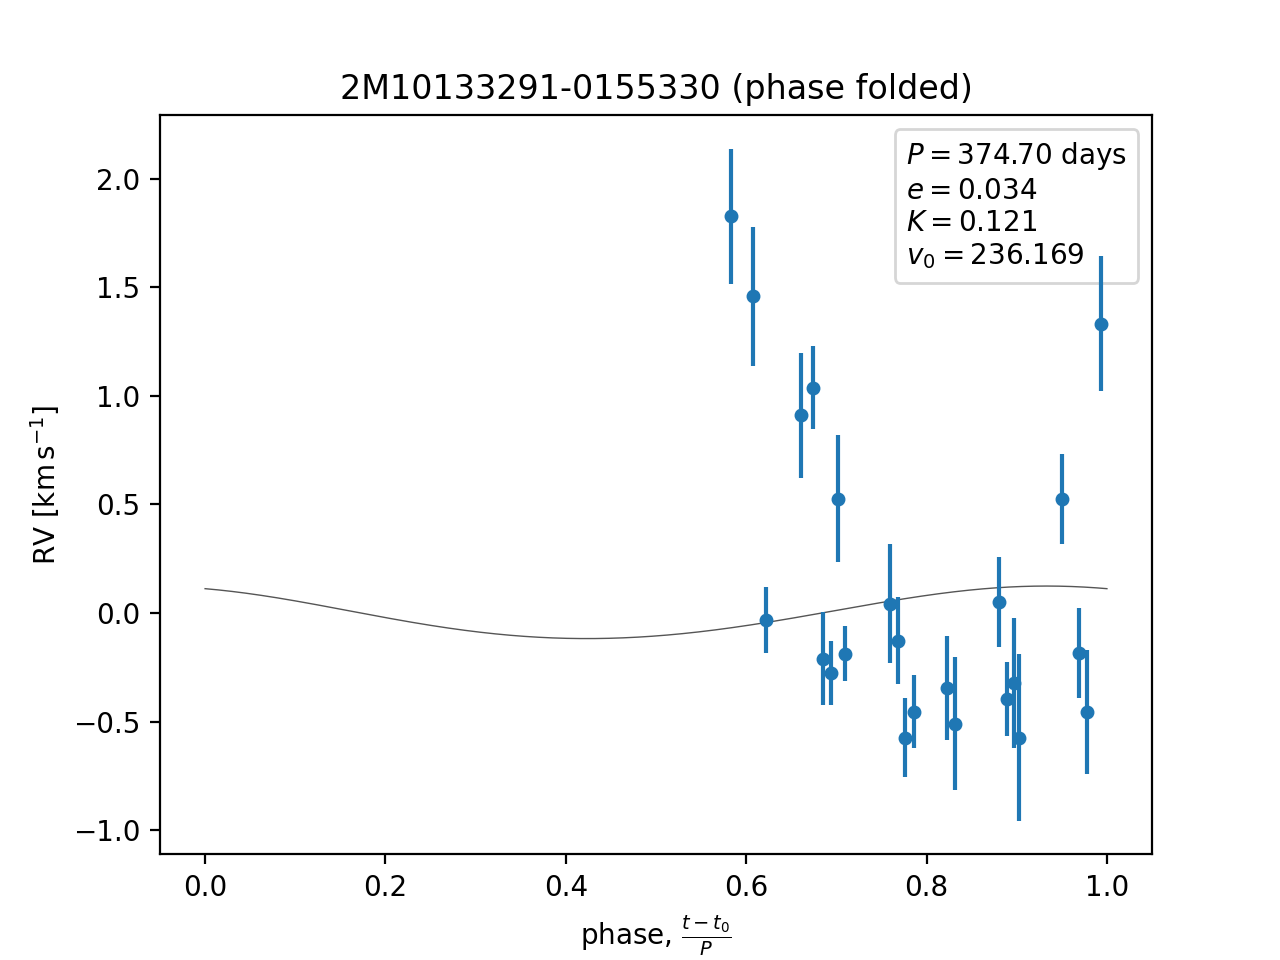 2M10133291-0155330 (phase folded)
P = 374.70 days
e = 0.034
K = 0.121
v₀ = 236.169
2.0
1.5
1.0
0.5
0.0
−0.5
−1.0
RV [km s⁻¹]
0.0 0.2 0.4 0.6 0.8 1.0
phase, (t − t₀)/P